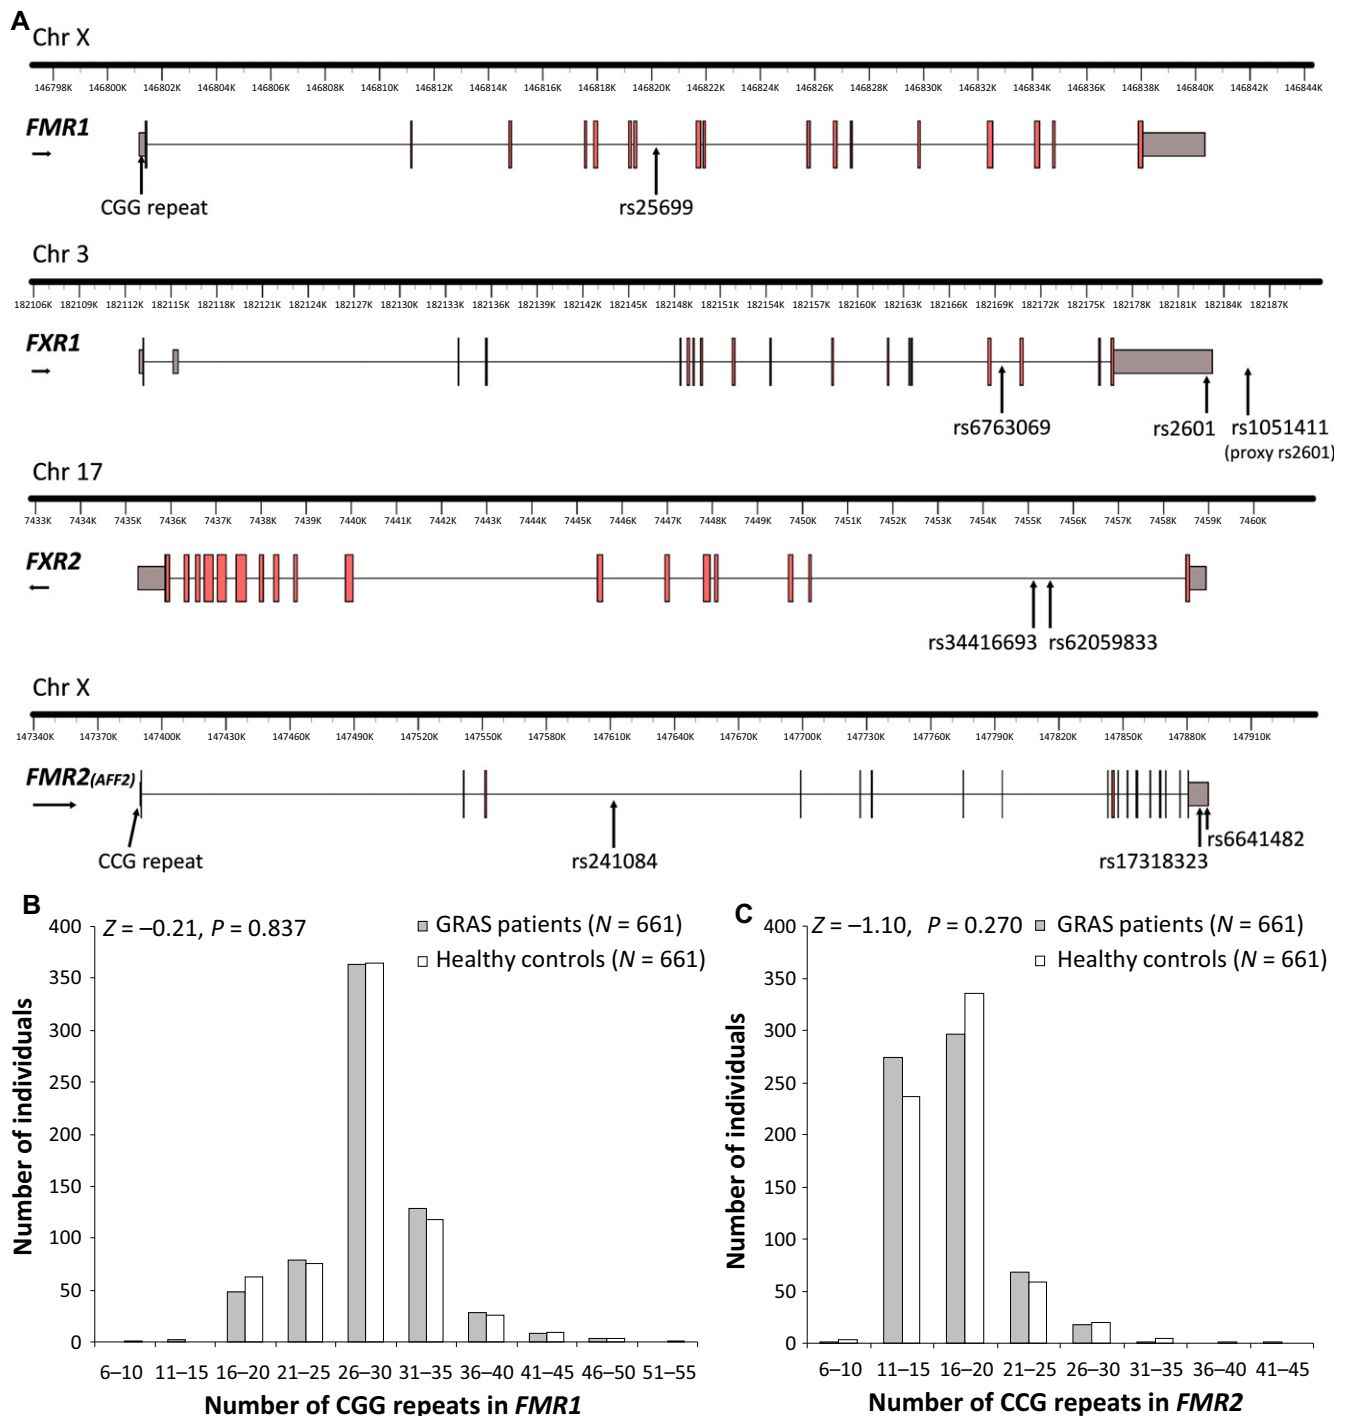 A
Chr X
146798K 146800K 146802K 146804K 146806K 146808K 146810K 146812K 146814K 146816K 146818K 146820K 146822K 146824K 146826K 146828K 146830K 146832K 146834K 146836K 146838K 146840K 146842K 146844K
FMR1
CGG repeat
rs25699
Chr 3
182106K 182109K 182112K 182115K 182118K 182121K 182124K 182127K 182130K 182133K 182136K 182139K 182142K 182145K 182148K 182151K 182154K 182157K 182160K 182163K 182166K 182169K 182172K 182175K 182178K 182181K 182184K 182187K
FXR1
rs6763069
rs2601
rs1051411
(proxy rs2601)
Chr 17
7433K 7434K 7435K 7436K 7437K 7438K 7439K 7440K 7441K 7442K 7443K 7444K 7445K 7446K 7447K 7448K 7449K 7450K 7451K 7452K 7453K 7454K 7455K 7456K 7457K 7458K 7459K 7460K
FXR2
rs34416693 rs62059833
Chr X
147340K 147370K 147400K 147430K 147460K 147490K 147520K 147550K 147580K 147610K 147640K 147670K 147700K 147730K 147760K 147790K 147820K 147850K 147880K 147910K
FMR2(AFF2)
CCG repeat
rs241084
rs6641482
rs17318323
B
Z = –0.21, P = 0.837
GRAS patients (N = 661)
Healthy controls (N = 661)
400
350
300
250
200
150
100
50
0
Number of individuals
6–10 11–15 16–20 21–25 26–30 31–35 36–40 41–45 46–50 51–55
Number of CGG repeats in FMR1
C
Z = –1.10, P = 0.270
GRAS patients (N = 661)
Healthy controls (N = 661)
400
350
300
250
200
150
100
50
0
Number of individuals
6–10 11–15 16–20 21–25 26–30 31–35 36–40 41–45
Number of CCG repeats in FMR2